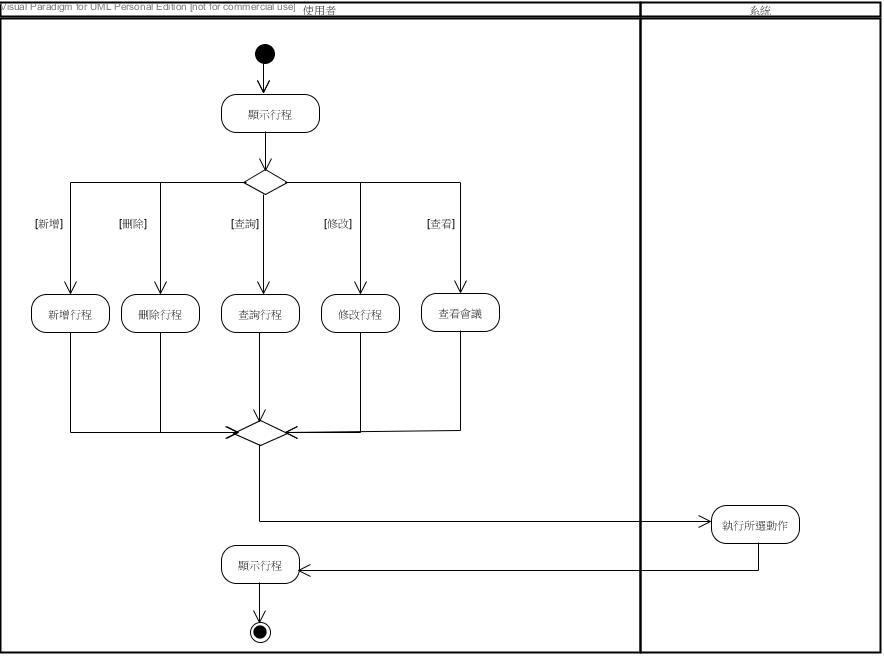 Visual Paradigm for UML Personal Edition [not for commercial use]
使用者
系統
顯示行程
[新增]
[刪除]
[查詢]
[修改]
[查看]
新增行程
刪除行程
查詢行程
修改行程
查看會議
執行所選動作
顯示行程